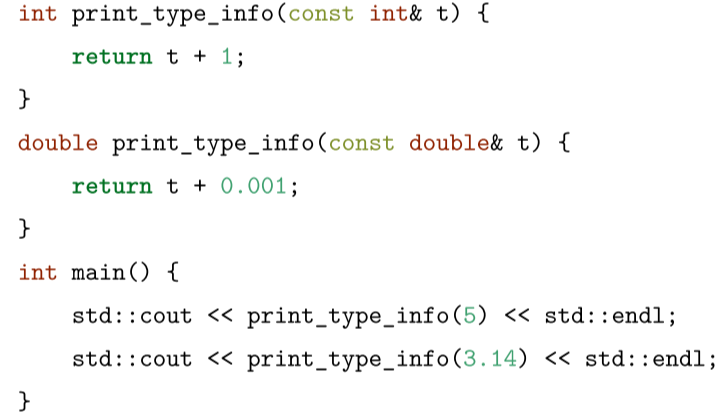 int print_type_info(const int& t) {
    return t + 1;
}
double print_type_info(const double& t) {
    return t + 0.001;
}
int main() {
    std::cout << print_type_info(5) << std::endl;
    std::cout << print_type_info(3.14) << std::endl;
}